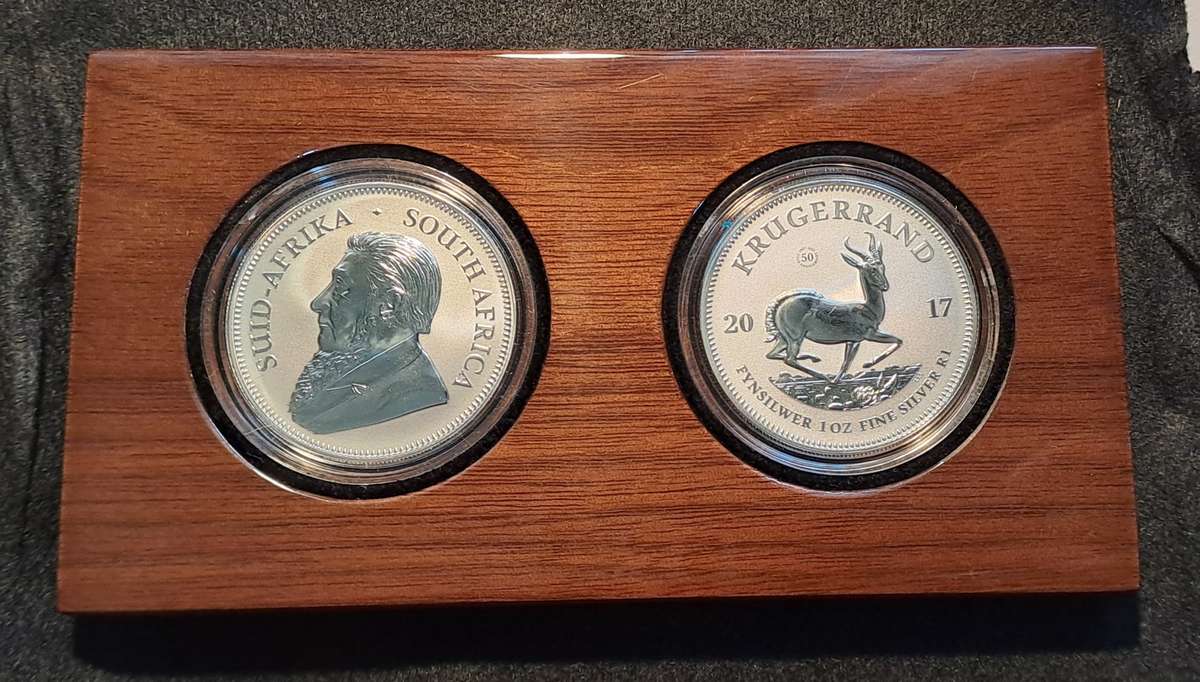 SUID-AFRIKA · SOUTH AFRICA
KRUGERRAND
50
20 17
FYNSILWER 1 OZ FINE SILVER R1